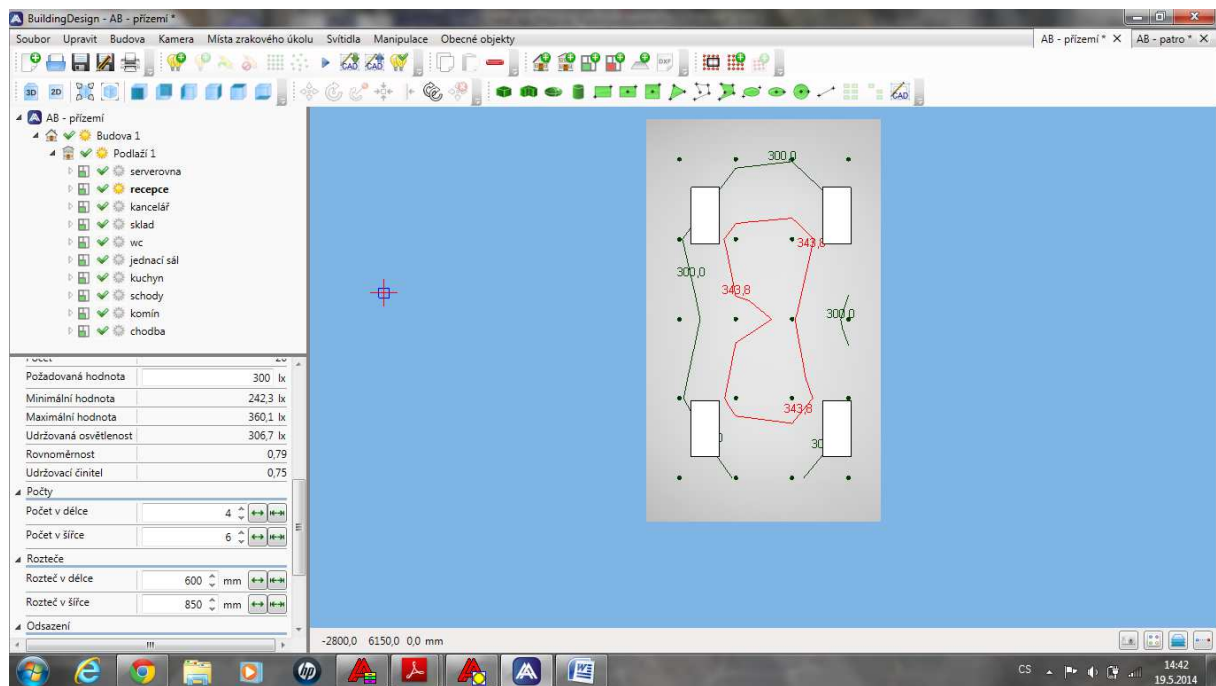 BuildingDesign - AB - přízemí *
Soubor Upravit Budova Kamera Místa zrakového úkolu Svítidla Manipulace Obecné objekty
AB - přízemí * X AB - patro * X
DXF
3D 2D CAD
AB - přízemí
Budova 1
Podlaží 1
serverovna
recepce
kancelář
sklad
wc
jednací sál
kuchyn
schody
komín
chodba
Požadovaná hodnota 300 lx
Minimální hodnota 242,3 lx
Maximální hodnota 360,1 lx
Udržovaná osvětlenost 306,7 lx
Rovnoměrnost 0,79
Udržovací činitel 0,75
Počty
Počet v délce 4
Počet v šířce 6
Rozteče
Rozteč v délce 600 mm
Rozteč v šířce 850 mm
Odsazení
300,0
343,8
300,0
343,8
300,0
343,8
-2800,0 6150,0 0,0 mm
hp
CS 14:42
19.5.2014